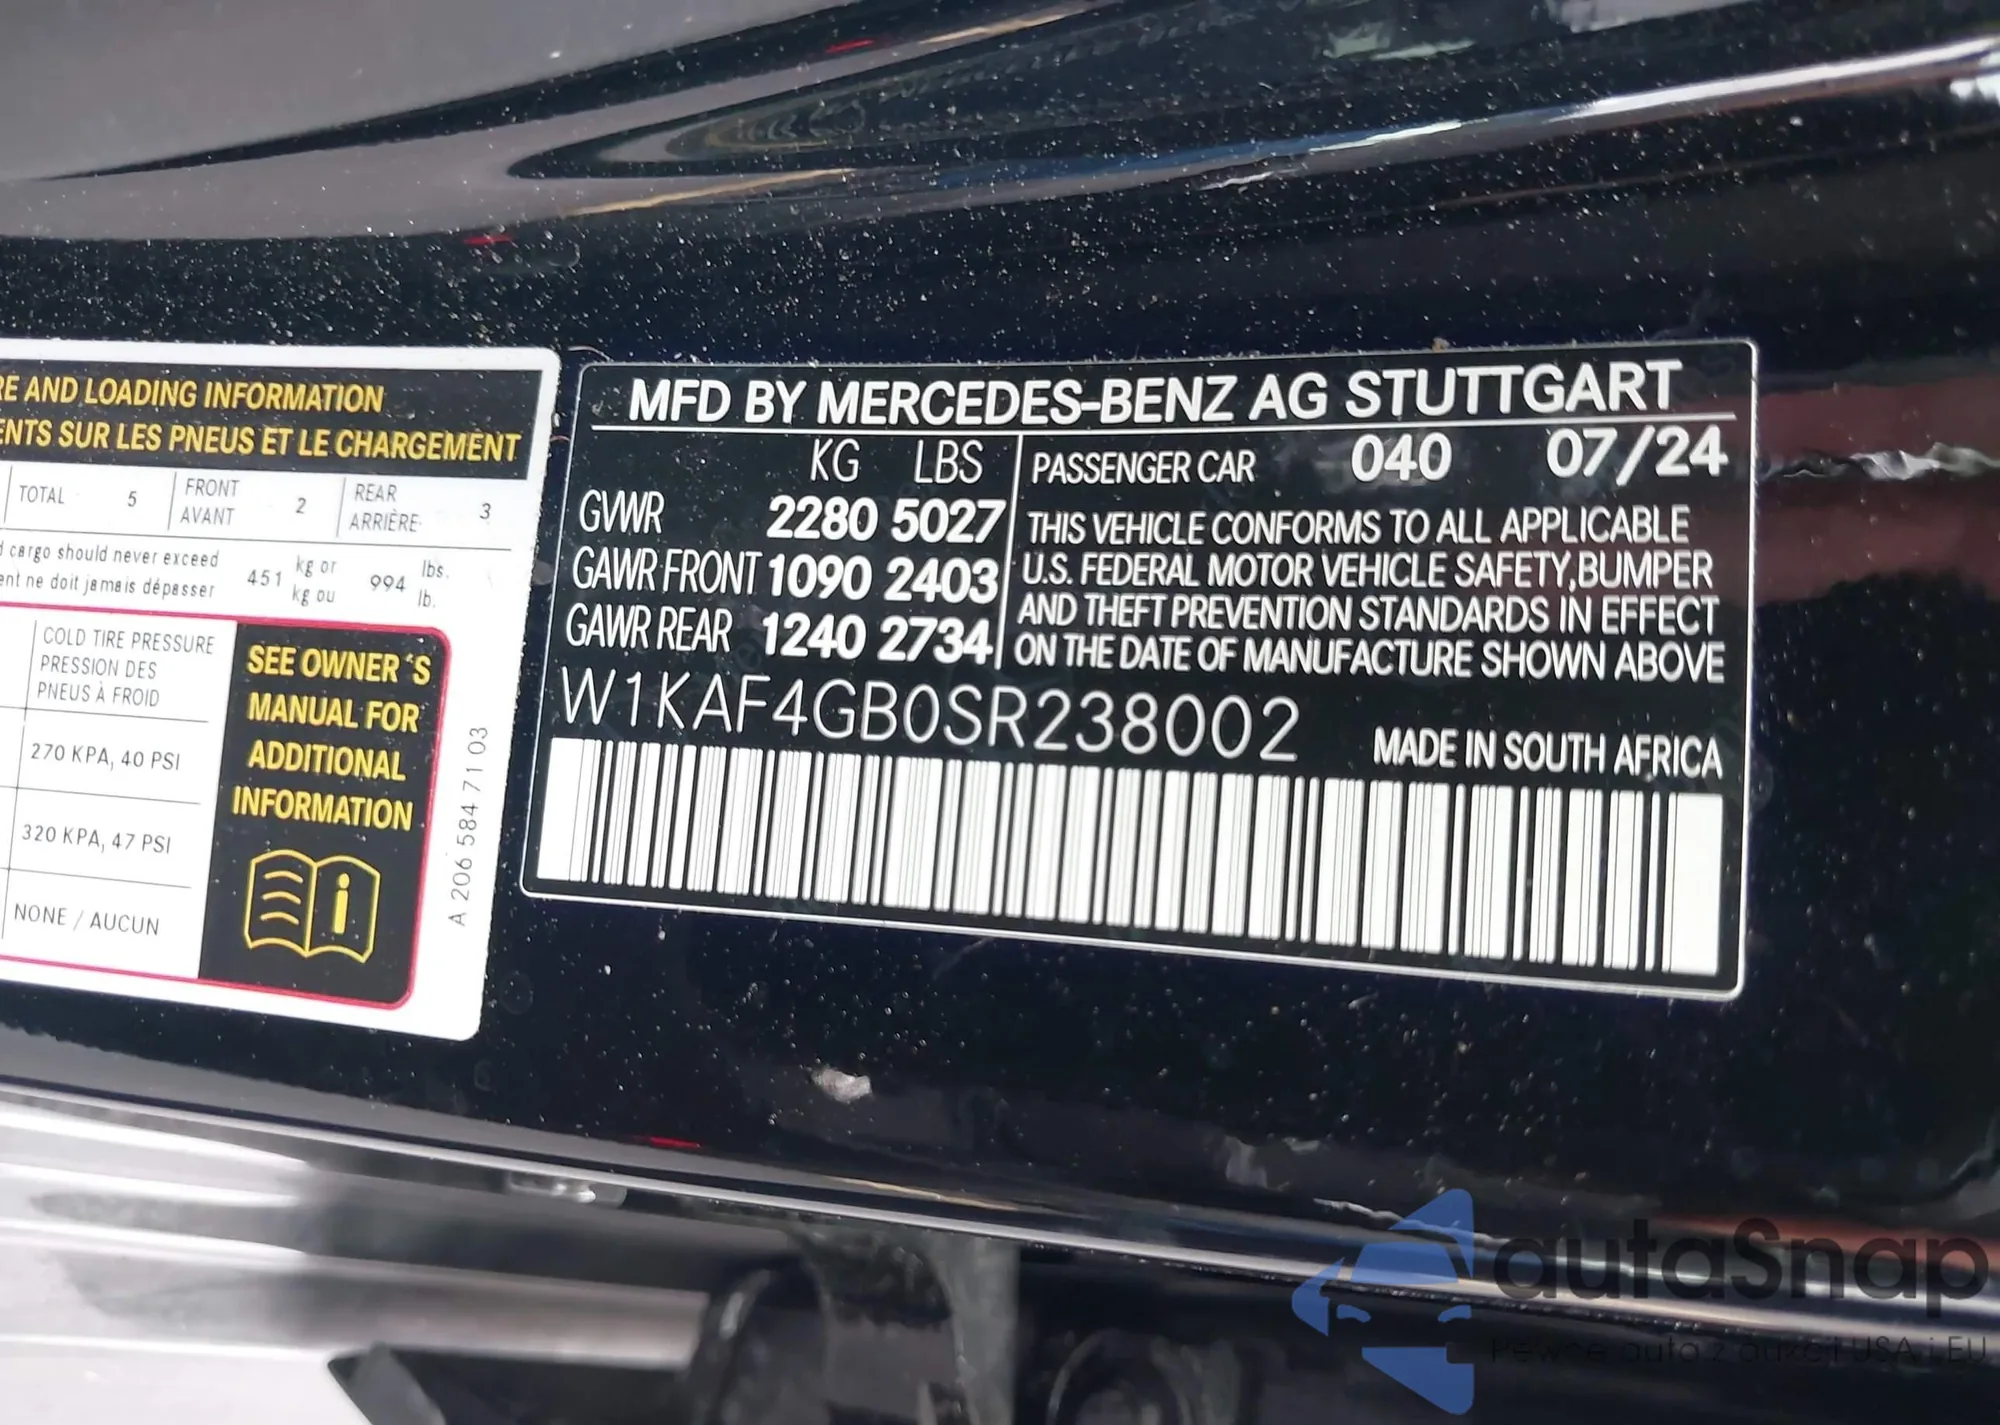 RE AND LOADING INFORMATION
ENTS SUR LES PNEUS ET LE CHARGEMENT
TOTAL 5 FRONT AVANT 2 REAR ARRIÈRE 3
d cargo should never exceed
ent ne doit jamais dépasser
451 kg or kg ou 994 lbs. lb.
COLD TIRE PRESSURE
PRESSION DES
PNEUS À FROID
270 KPA, 40 PSI
320 KPA, 47 PSI
NONE / AUCUN
SEE OWNER'S
MANUAL FOR
ADDITIONAL
INFORMATION
A 206 584 71 03
MFD BY MERCEDES-BENZ AG STUTTGART
KG LBS
GVWR 2280 5027
GAWR FRONT 1090 2403
GAWR REAR 1240 2734
PASSENGER CAR 040 07/24
THIS VEHICLE CONFORMS TO ALL APPLICABLE
U.S. FEDERAL MOTOR VEHICLE SAFETY,BUMPER
AND THEFT PREVENTION STANDARDS IN EFFECT
ON THE DATE OF MANUFACTURE SHOWN ABOVE
W1KAF4GB0SR238002
MADE IN SOUTH AFRICA
autaSnap
Pewne auta z aukcji USA i EU